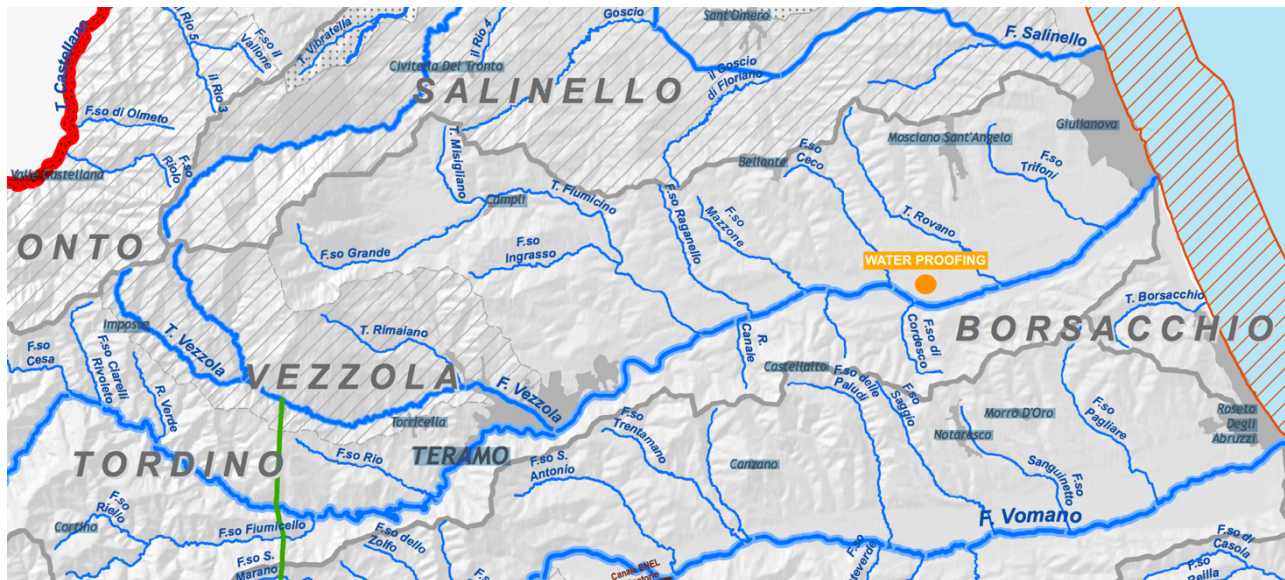 Goscio
Sant'Omero
il Rio 5
F.so il
Vallone
T. Vibratella
il Rio 4
F. Salinello
T. Castellano
Civitella Del Tronto
il Goscio
di Floriano
SALINELLO
il Rio 3
F.so di Olmeto
Giulianova
T. Misigliano
Mosciano Sant'Angelo
F.so
Riolo
Bellante
F.so
Ceco
F.so
Trifoni
Valle Castellana
T. Fiumicino
Campli
F.so Raganello
F.so
Mazzone
T. Rovano
ONTO
F.so Grande
F.so
Ingrasso
WATER PROOFING
T. Borsacchio
Imposte
T. Rimaiano
BORSACCHIO
T. Vezzola
R.
Canale
F.so di
Cordesco
F.so
Cesa
F.so Ciarelli
Rivoleto
R. Verde
VEZZOLA
F. Vezzola
Castellalto
F.so delle
Paludi
F.so
Saggio
Morro D'Oro
F.so
Pagliare
Roseto
Degli
Abruzzi
Torricella
F.so
Trentamano
Notaresco
TERAMO
TORDINO
F.so Rio
F.so S.
Antonio
Canzano
F.so
Sanguinetto
F.so
Riello
Cortino
F.so Fiumicello
F. Vomano
F.so dello
Zolfo
F.so S.
Marano
Canale ENEL
F.so
F.so di
Casola
F.so